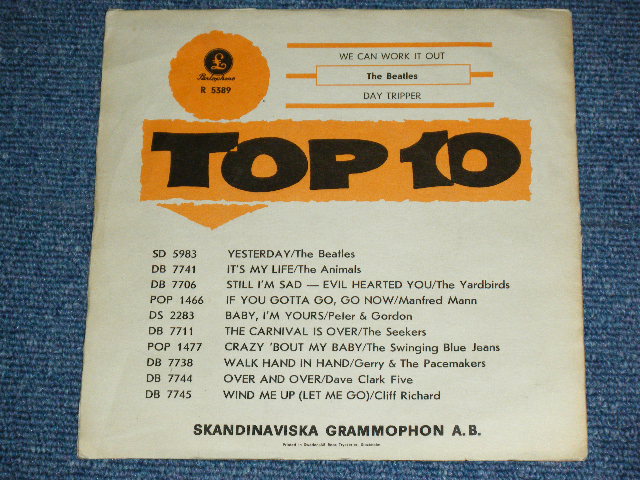 Parlophone
R 5389
WE CAN WORK IT OUT
The Beatles
DAY TRIPPER
TOP 10
SD 5983 YESTERDAY/The Beatles
DB 7741 IT'S MY LIFE/The Animals
DB 7706 STILL I'M SAD — EVIL HEARTED YOU/The Yardbirds
POP 1466 IF YOU GOTTA GO, GO NOW/Manfred Mann
DS 2283 BABY, I'M YOURS/Peter & Gordon
DB 7711 THE CARNIVAL IS OVER/The Seekers
POP 1477 CRAZY 'BOUT MY BABY/The Swinging Blue Jeans
DB 7738 WALK HAND IN HAND/Gerry & The Pacemakers
DB 7744 OVER AND OVER/Dave Clark Five
DB 7745 WIND ME UP (LET ME GO)/Cliff Richard
SKANDINAVISKA GRAMMOPHON A.B.
Printed in Sweden